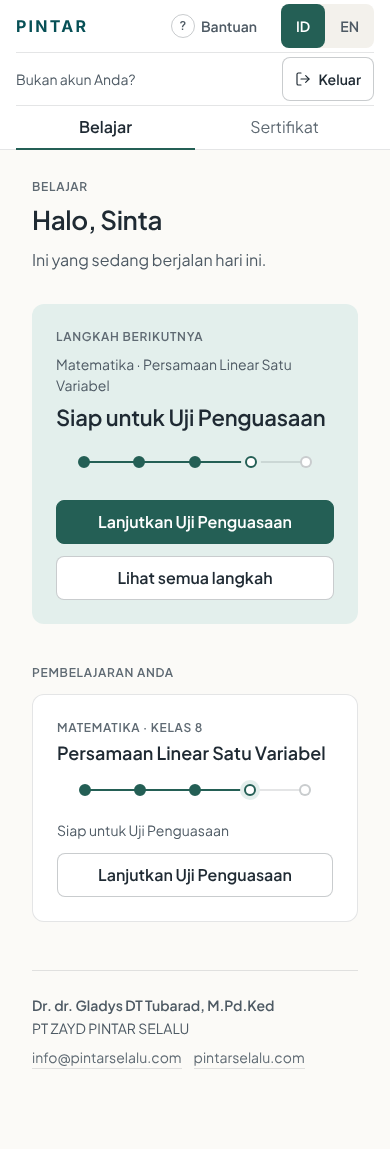 PINTAR
? Bantuan
ID
EN
Bukan akun Anda?
Keluar
Belajar
Sertifikat
BELAJAR
Halo, Sinta
Ini yang sedang berjalan hari ini.
LANGKAH BERIKUTNYA
Matematika · Persamaan Linear Satu
Variabel
Siap untuk Uji Penguasaan
Lanjutkan Uji Penguasaan
Lihat semua langkah
PEMBELAJARAN ANDA
MATEMATIKA · KELAS 8
Persamaan Linear Satu Variabel
Siap untuk Uji Penguasaan
Lanjutkan Uji Penguasaan
Dr. dr. Gladys DT Tubarad, M.Pd.Ked
PT ZAYD PINTAR SELALU
info@pintarselalu.com pintarselalu.com